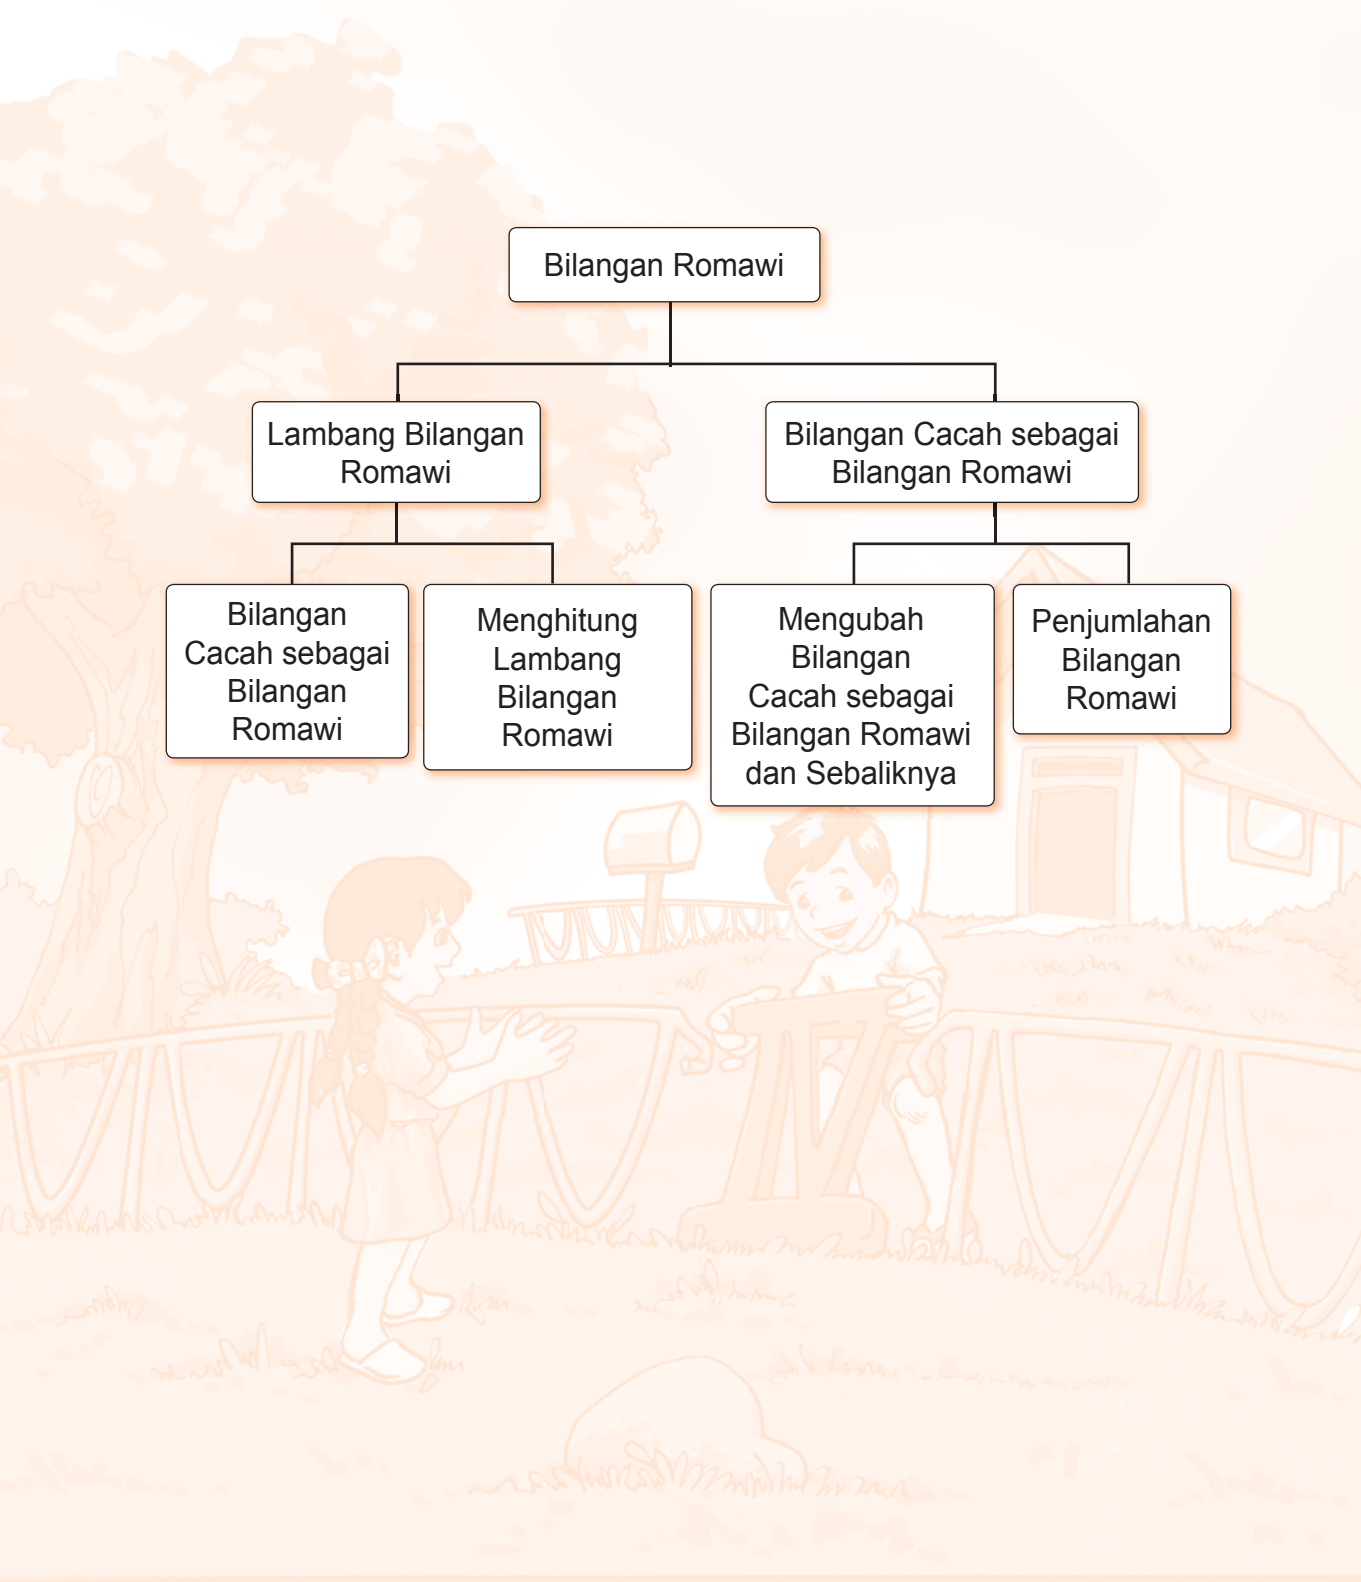 Bilangan Romawi
Lambang Bilangan
Romawi
Bilangan Cacah sebagai
Bilangan Romawi
Bilangan
Cacah sebagai
Bilangan
Romawi
Menghitung
Lambang
Bilangan
Romawi
Mengubah
Bilangan
Cacah sebagai
Bilangan Romawi
dan Sebaliknya
Penjumlahan
Bilangan
Romawi
IV